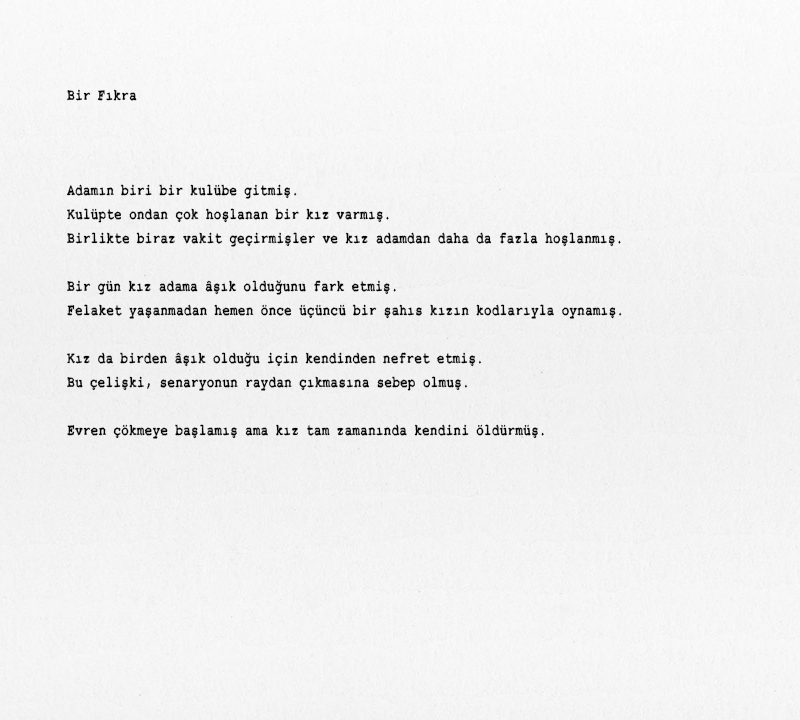 Bir Fıkra
Adamın biri bir kulübe gitmiş.
Kulüpte ondan çok hoşlanan bir kız varmış.
Birlikte biraz vakit geçirmişler ve kız adamdan daha da fazla hoşlanmış.
Bir gün kız adama âşık olduğunu fark etmiş.
Felaket yaşanmadan hemen önce üçüncü bir şahıs kızın kodlarıyla oynamış.
Kız da birden âşık olduğu için kendinden nefret etmiş.
Bu çelişki, senaryonun raydan çıkmasına sebep olmuş.
Evren çökmeye başlamış ama kız tam zamanında kendini öldürmüş.